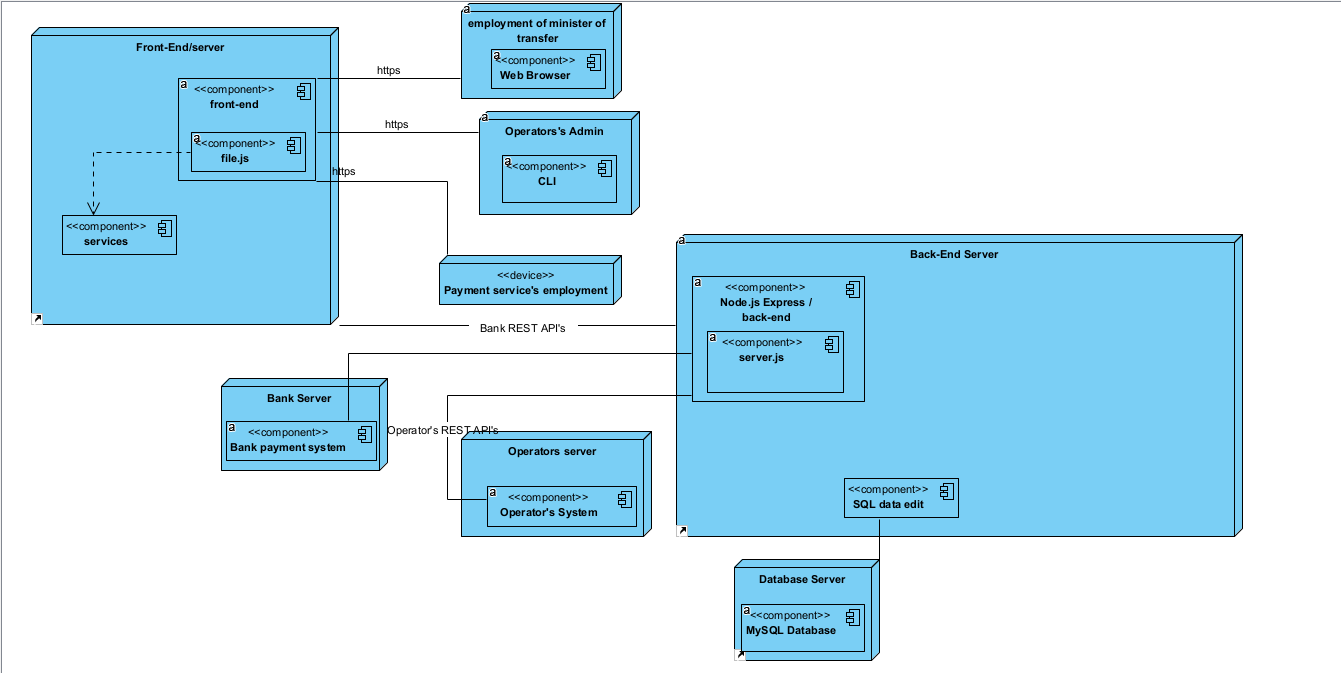 a
employment of minister of
transfer
a
<<component>>
Web Browser
Front-End/server
a
<<component>>
front-end
a
<<component>>
file.js
<<component>>
services
https
https
https
a
Operators's Admin
a
<<component>>
CLI
<<device>>
Payment service's employment
a
Back-End Server
a
<<component>>
Node.js Express /
back-end
a
<<component>>
server.js
Bank REST API's
Bank Server
a
<<component>>
Bank payment system
Operator's REST API's
Operators server
a
<<component>>
Operator's System
<<component>>
SQL data edit
Database Server
a
<<component>>
MySQL Database